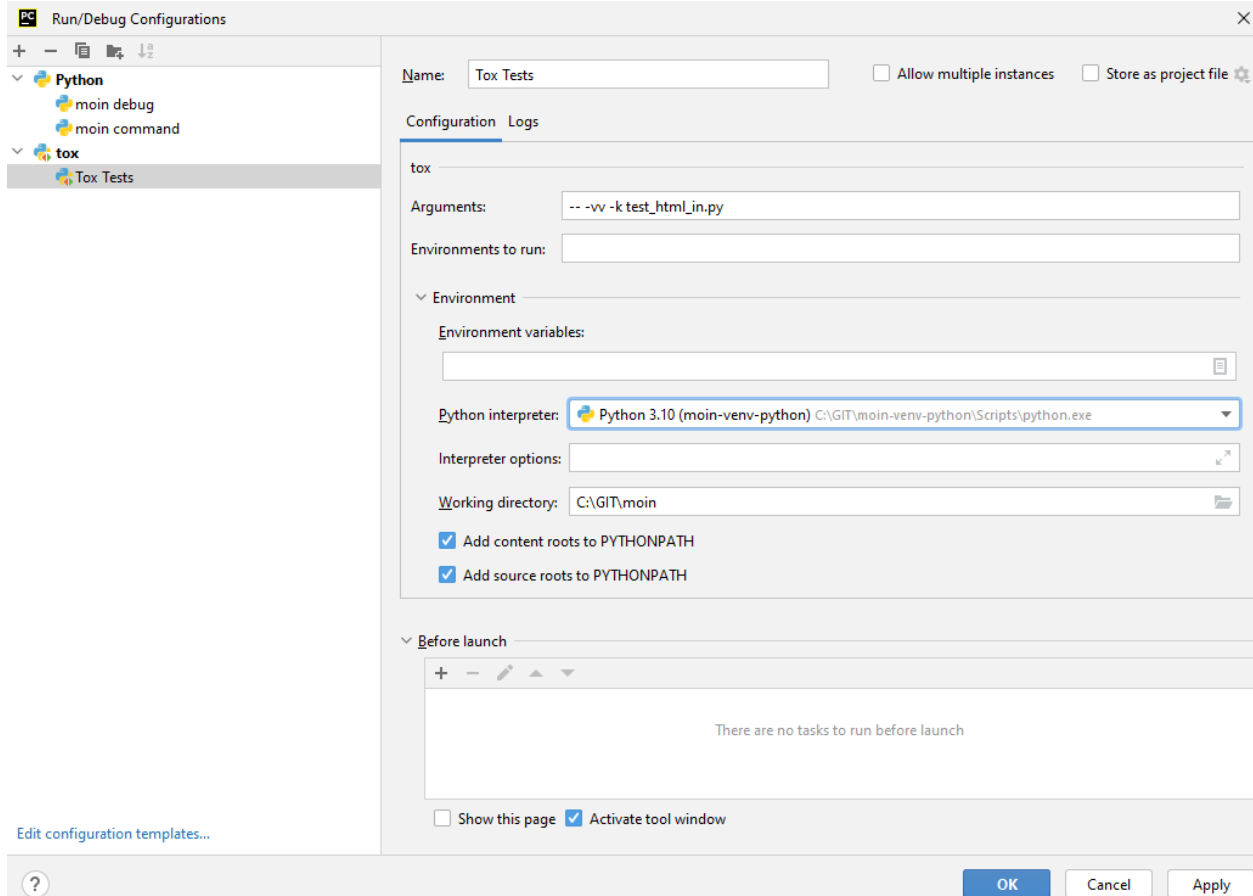 PC Run/Debug Configurations
Python
moin debug
moin command
tox
Tox Tests
Edit configuration templates...
Name: Tox Tests Allow multiple instances Store as project file
Configuration Logs
tox
Arguments: -- -vv -k test_html_in.py
Environments to run:
Environment
Environment variables:
Python interpreter: Python 3.10 (moin-venv-python) C:\GIT\moin-venv-python\Scripts\python.exe
Interpreter options:
Working directory: C:\GIT\moin
Add content roots to PYTHONPATH
Add source roots to PYTHONPATH
Before launch
There are no tasks to run before launch
Show this page Activate tool window
? OK Cancel Apply